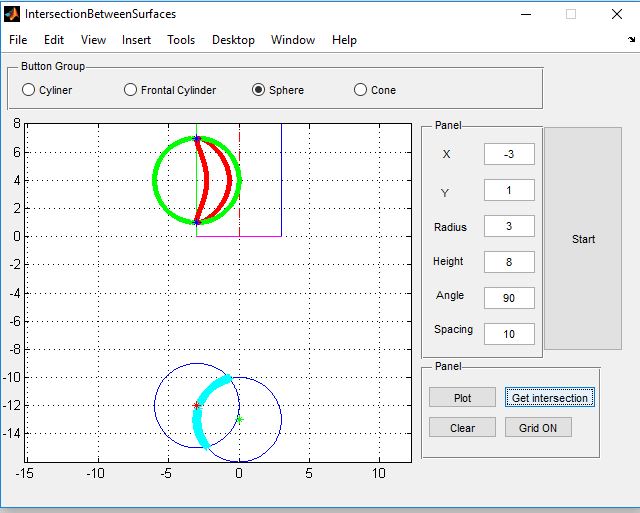 IntersectionBetweenSurfaces
File Edit View Insert Tools Desktop Window Help
Button Group
Cyliner Frontal Cylinder Sphere Cone
8
6
4
2
0
-2
-4
-6
-8
-10
-12
-14
-15 -10 -5 0 5 10
Panel
X -3
Y 1
Radius 3
Height 8
Angle 90
Spacing 10
Start
Panel
Plot Get intersection
Clear Grid ON